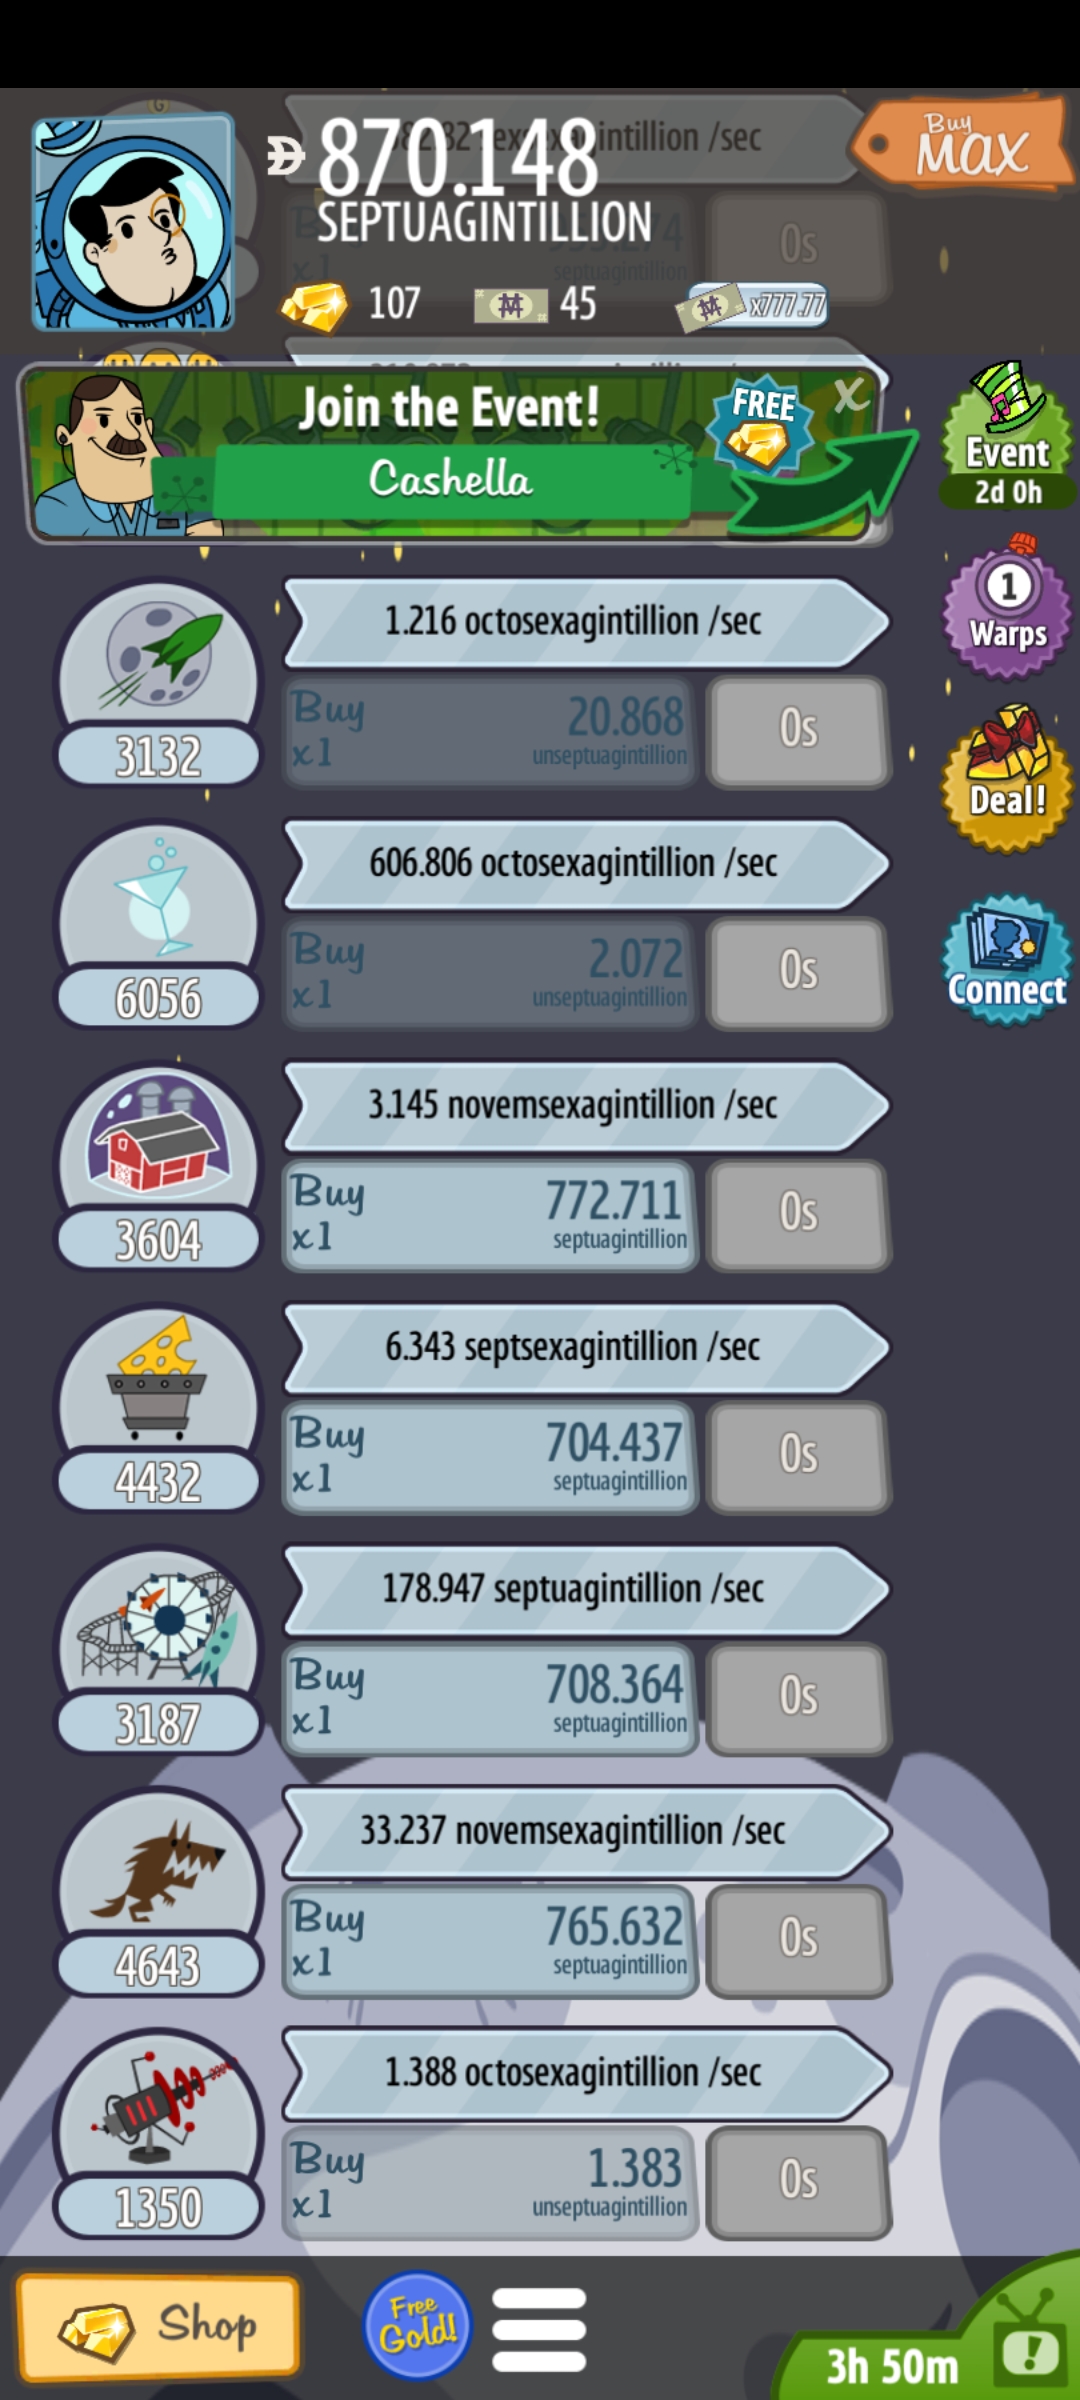 870.148
SEPTUAGINTILLION
Buy
MAX
107
45
x777.77
0s
septuagintillion
Join the Event!
Cashella
FREE
X
Event
2d 0h
1.216 octosexagintillion /sec
Buy
x1
20.868
unseptuagintillion
0s
3132
1
Warps
606.806 octosexagintillion /sec
Buy
x1
2.072
unseptuagintillion
0s
6056
Deal!
Connect
3.145 novemsexagintillion /sec
Buy
x1
772.711
septuagintillion
0s
3604
6.343 septsexagintillion /sec
Buy
x1
704.437
septuagintillion
0s
4432
178.947 septuagintillion /sec
Buy
x1
708.364
septuagintillion
0s
3187
33.237 novemsexagintillion /sec
Buy
x1
765.632
septuagintillion
0s
4643
1.388 octosexagintillion /sec
Buy
x1
1.383
unseptuagintillion
0s
1350
Shop
Free
Gold!
3h 50m
!